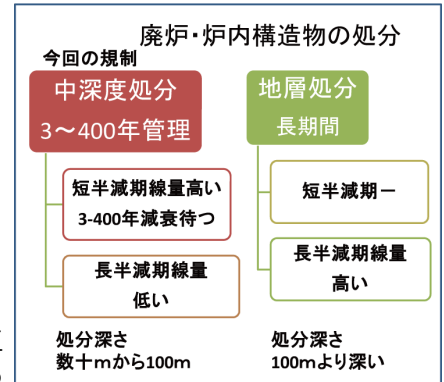 廃炉・炉内構造物の処分
今回の規制
中深度処分
3～400年管理
地層処分
長期間
短半減期線量高い
3-400年減衰待つ
短半減期－
長半減期線量
低い
長半減期線量
高い
処分深さ
数十mから100m
処分深さ
100mより深い